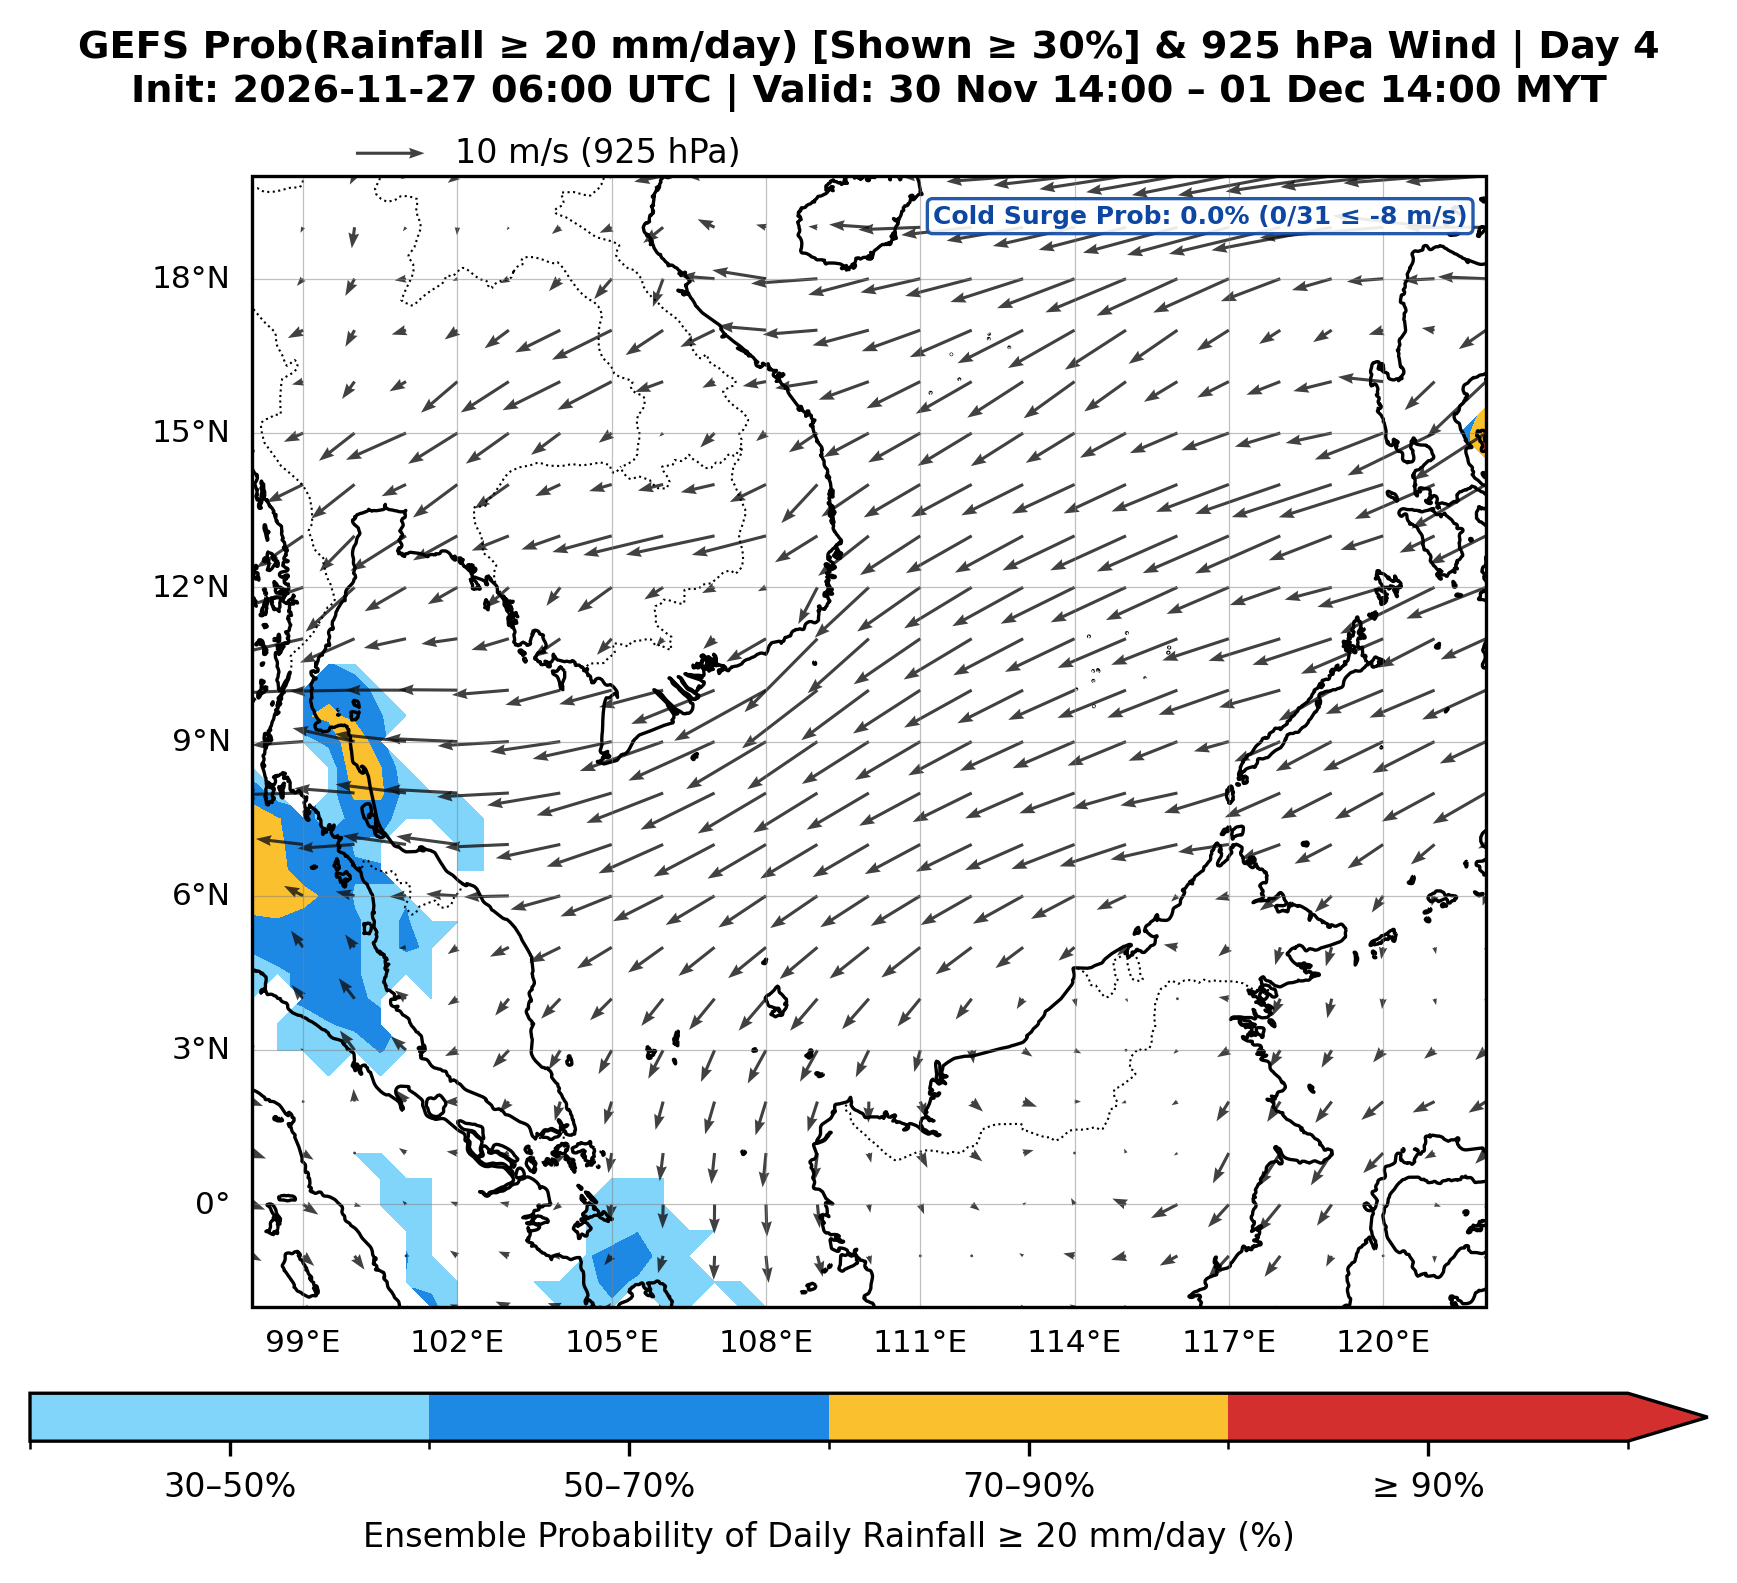 GEFS Prob(Rainfall ≥ 20 mm/day) [Shown ≥ 30%] & 925 hPa Wind | Day 4
Init: 2026-11-27 06:00 UTC | Valid: 30 Nov 14:00 – 01 Dec 14:00 MYT
10 m/s (925 hPa)
Cold Surge Prob: 0.0% (0/31 ≤ -8 m/s)
18°N
15°N
12°N
9°N
6°N
3°N
0°
99°E 102°E 105°E 108°E 111°E 114°E 117°E 120°E
30–50% 50–70% 70–90% ≥ 90%
Ensemble Probability of Daily Rainfall ≥ 20 mm/day (%)